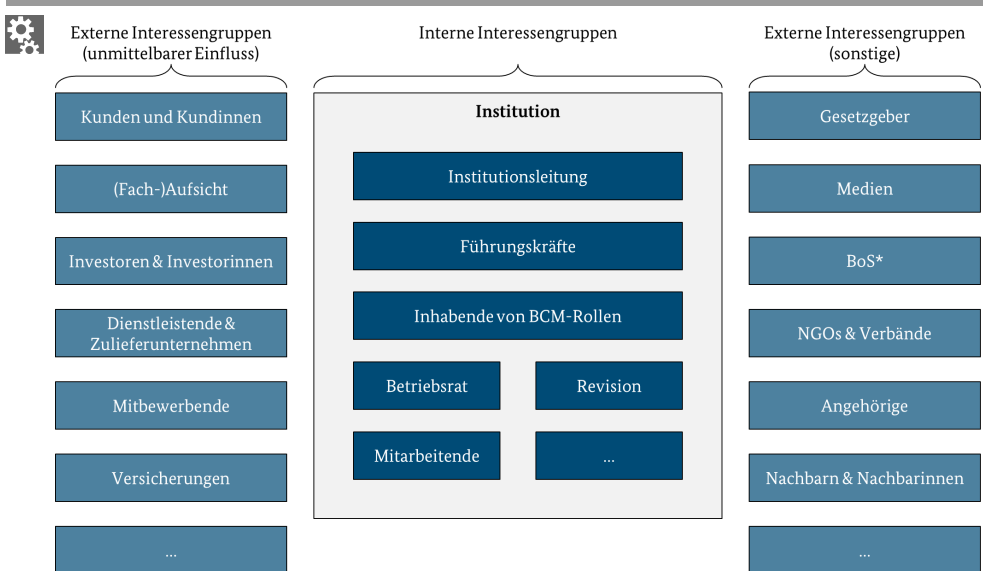 Externe Interessengruppen
(unmittelbarer Einfluss)
Kunden und Kundinnen
(Fach-)Aufsicht
Investoren & Investorinnen
Dienstleistende &
Zulieferunternehmen
Mitbewerbende
Versicherungen
...
Interne Interessengruppen
Institution
Institutionsleitung
Führungskräfte
Inhabende von BCM-Rollen
Betriebsrat
Revision
Mitarbeitende
...
Externe Interessengruppen
(sonstige)
Gesetzgeber
Medien
BoS*
NGOs & Verbände
Angehörige
Nachbarn & Nachbarinnen
...